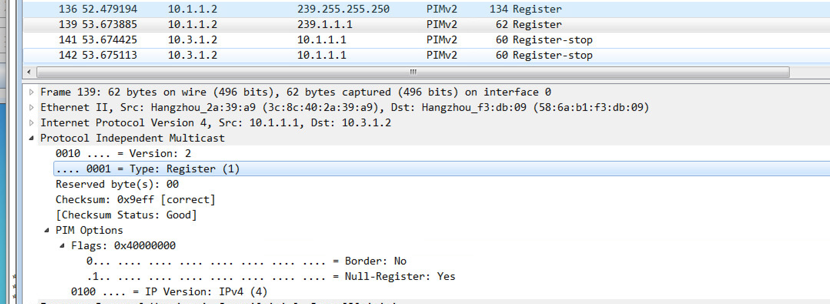 136 52.479194 10.1.1.2 239.255.255.250 PIMv2 134 Register
139 53.673885 10.1.1.2 239.1.1.1 PIMv2 62 Register
141 53.674425 10.3.1.2 10.1.1.1 PIMv2 60 Register-stop
142 53.675113 10.3.1.2 10.1.1.1 PIMv2 60 Register-stop
Frame 139: 62 bytes on wire (496 bits), 62 bytes captured (496 bits) on interface 0
Ethernet II, Src: Hangzhou_2a:39:a9 (3c:8c:40:2a:39:a9), Dst: Hangzhou_f3:db:09 (58:6a:b1:f3:db:09)
Internet Protocol Version 4, Src: 10.1.1.1, Dst: 10.3.1.2
Protocol Independent Multicast
0010 .... = Version: 2
.... 0001 = Type: Register (1)
Reserved byte(s): 00
Checksum: 0x9eff [correct]
[Checksum Status: Good]
PIM Options
Flags: 0x40000000
0... .... .... .... .... .... .... .... = Border: No
.1.. .... .... .... .... .... .... .... = Null-Register: Yes
0100 .... = IP Version: IPv4 (4)